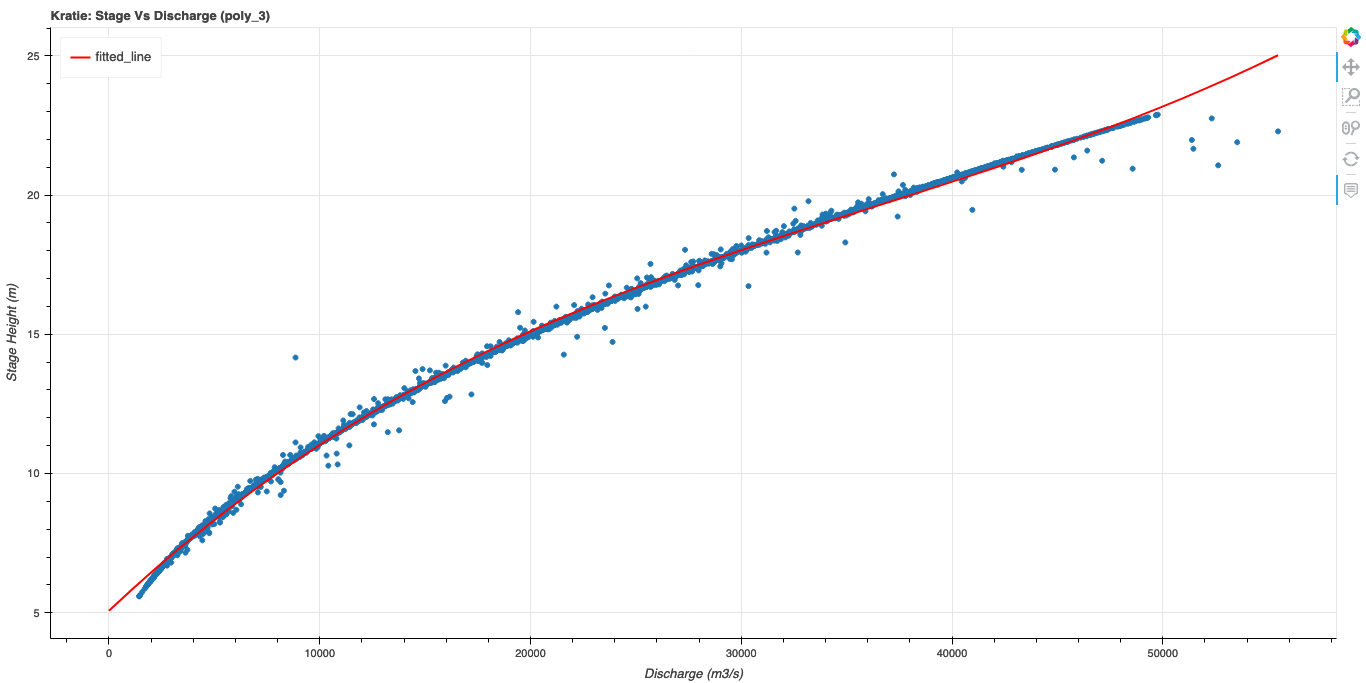 Kratie: Stage Vs Discharge (poly_3)
fitted_line
25
20
15
10
5
Stage Height (m)
0
10000
20000
30000
40000
50000
Discharge (m3/s)